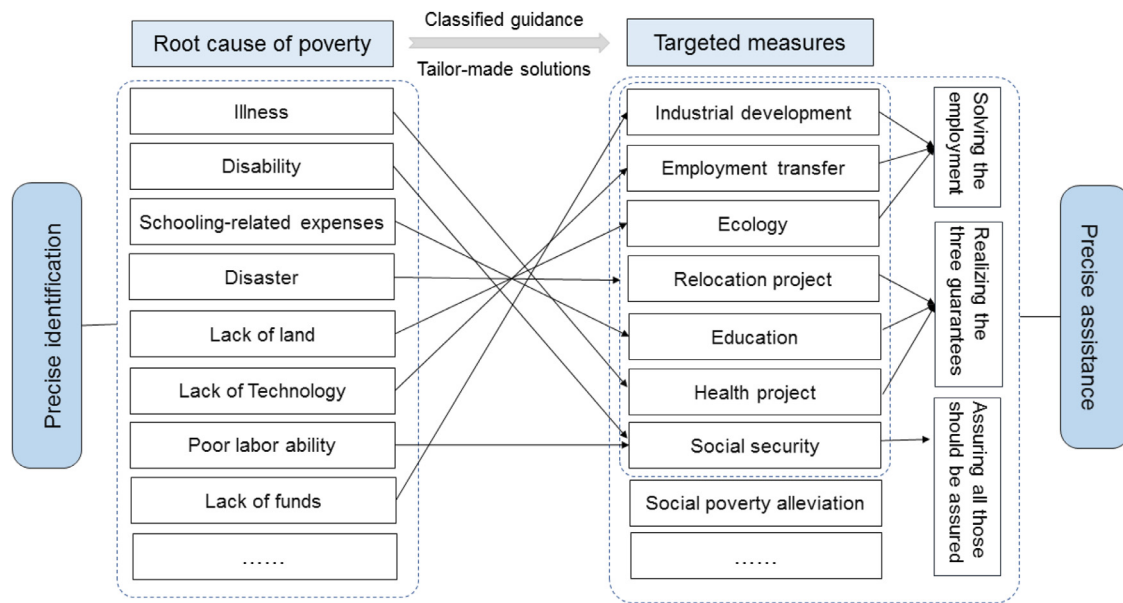 Root cause of poverty
Classified guidance
Tailor-made solutions
Targeted measures
Precise identification
Illness
Disability
Schooling-related expenses
Disaster
Lack of land
Lack of Technology
Poor labor ability
Lack of funds
......
Industrial development
Employment transfer
Ecology
Relocation project
Education
Health project
Social security
Social poverty alleviation
......
Solving the
employment
Realizing the
three guarantees
Assuring all those
should be assured
Precise assistance